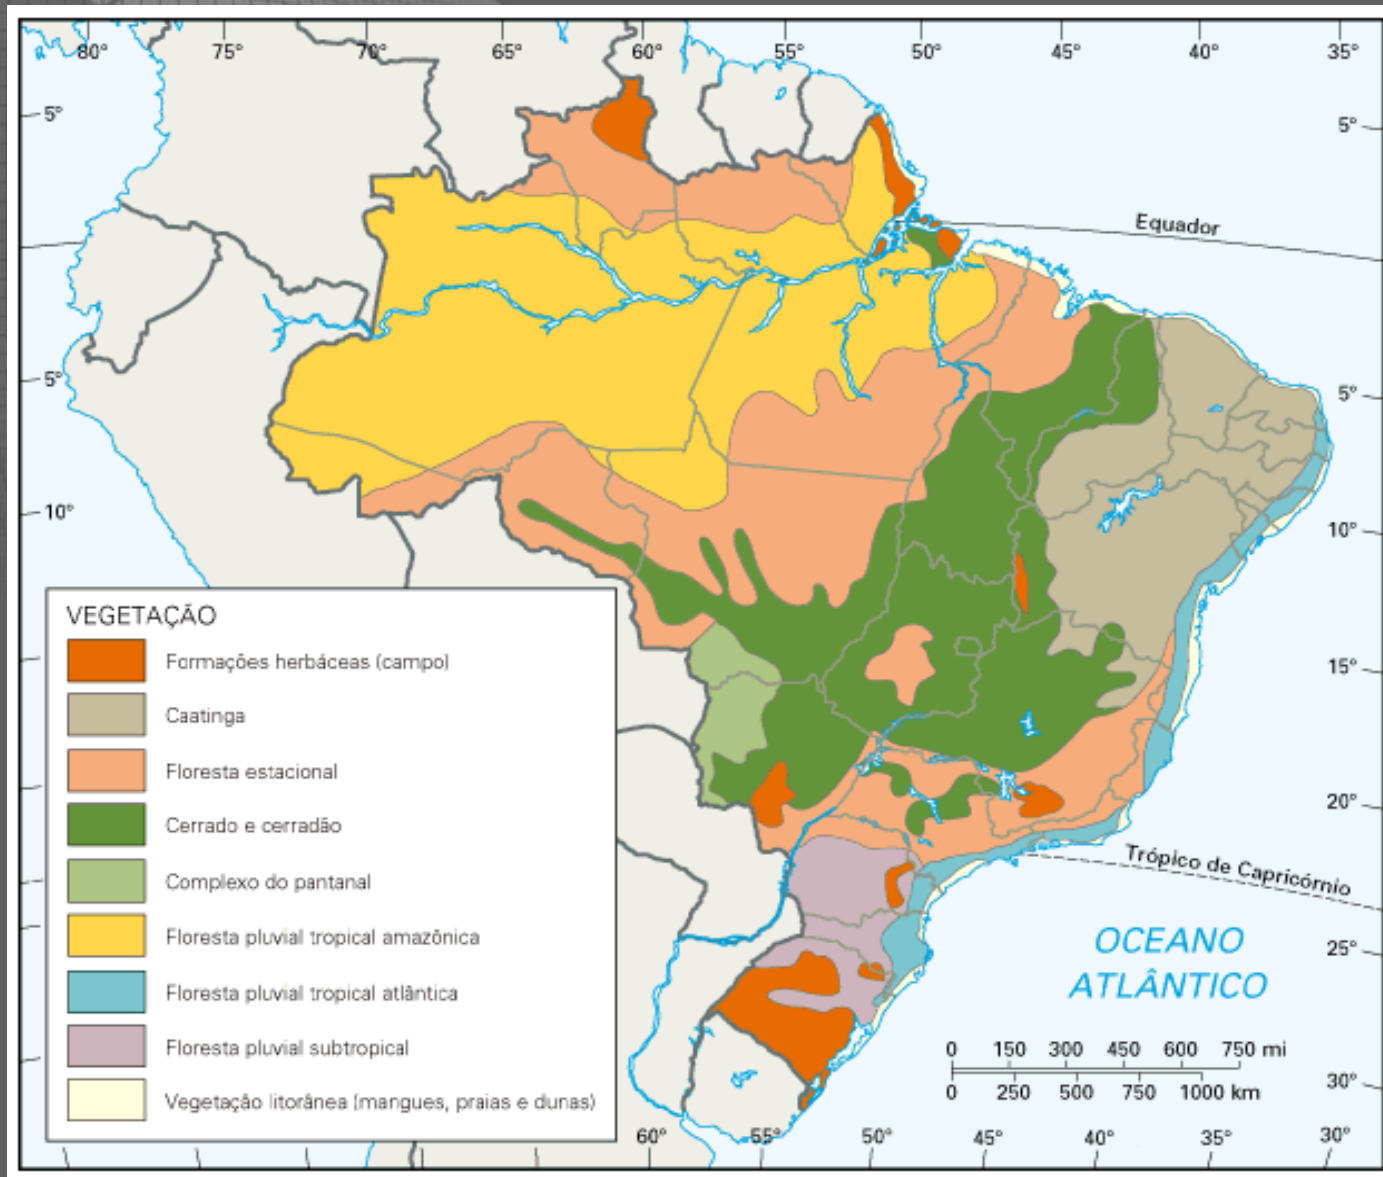 80° 75° 70° 65° 60° 55° 50° 45° 40° 35°
5° 5°
Equador
5° 5°
10° 10°
VEGETAÇÃO
Formações herbáceas (campo)
Caatinga
Floresta estacional
Cerrado e cerradão
Complexo do pantanal
Floresta pluvial tropical amazônica
Floresta pluvial tropical atlântica
Floresta pluvial subtropical
Vegetação litorânea (mangues, praias e dunas)
15°
20°
Trópico de Capricórnio
OCEANO
ATLÂNTICO
25°
0 150 300 450 600 750 mi
0 250 500 750 1000 km
30°
60° 55° 50° 45° 40° 35° 30°